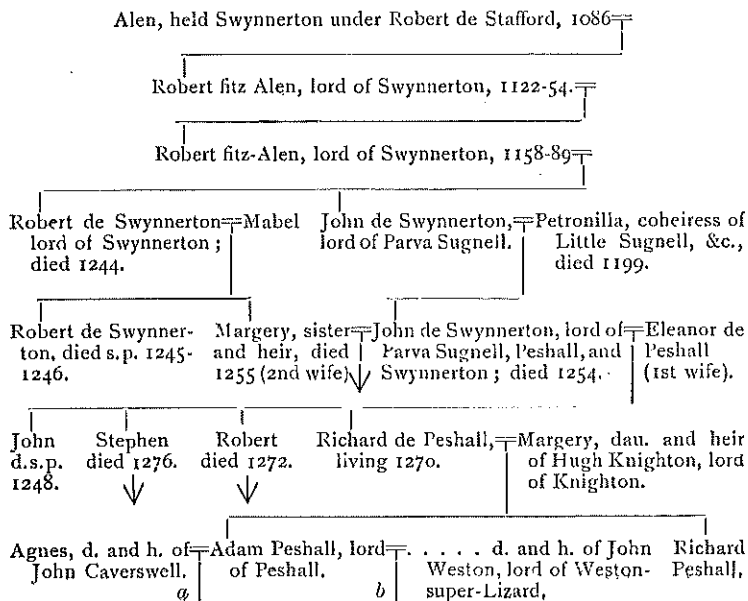 Alen, held Swynnerton under Robert de Stafford, 1086
Robert fitz Alen, lord of Swynnerton, 1122-54.
Robert fitz-Alen, lord of Swynnerton, 1158-89
Robert de Swynnerton
lord of Swynnerton;
died 1244.
Mabel
John de Swynnerton,
lord of Parva Sugnell.
Petronilla, coheiress of
Little Sugnell, &c.,
died 1199.
Robert de Swynner-
ton, died s.p. 1245-
1246.
Margery, sister
and heir, died
1255 (2nd wife)
John de Swynnerton, lord of
Parva Sugnell, Peshall, and
Swynnerton; died 1254.
Eleanor de
Peshall
(1st wife).
John
d.s.p.
1248.
Stephen
died 1276.
Robert
died 1272.
Richard de Peshall,
living 1270.
Margery, dau. and heir
of Hugh Knighton, lord
of Knighton.
Agnes, d. and h. of
John Caverswell.
a
Adam Peshall, lord
of Peshall.
b
. . . . . d. and h. of John
Weston, lord of Weston-
super-Lizard,
Richard
Peshall,